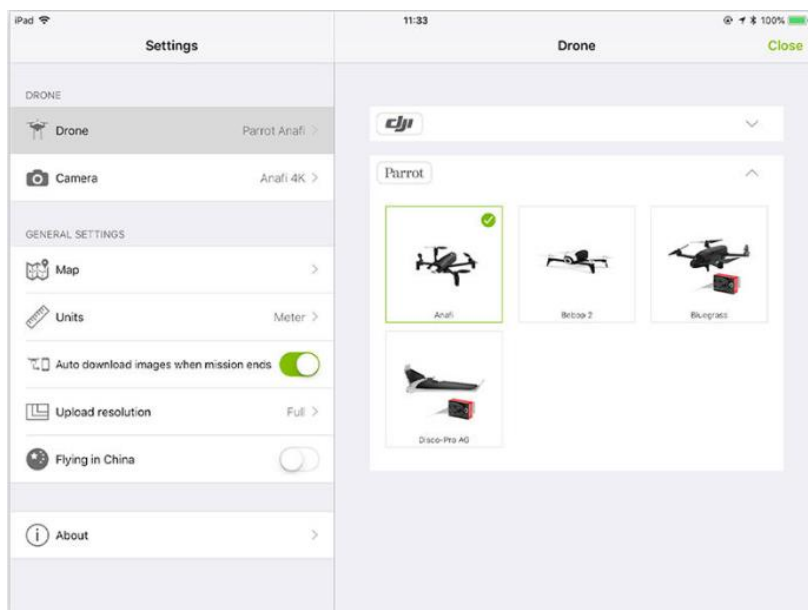 iPad
11:33
100%
Settings
Drone
Close
DRONE
Drone
Parrot Anafi
Camera
Anafi 4K
GENERAL SETTINGS
Map
Units
Meter
Auto download images when mission ends
Upload resolution
Full
Flying in China
About
dji
Parrot
Anafi
Bebop 2
Bluegrass
Disco-Pro AG